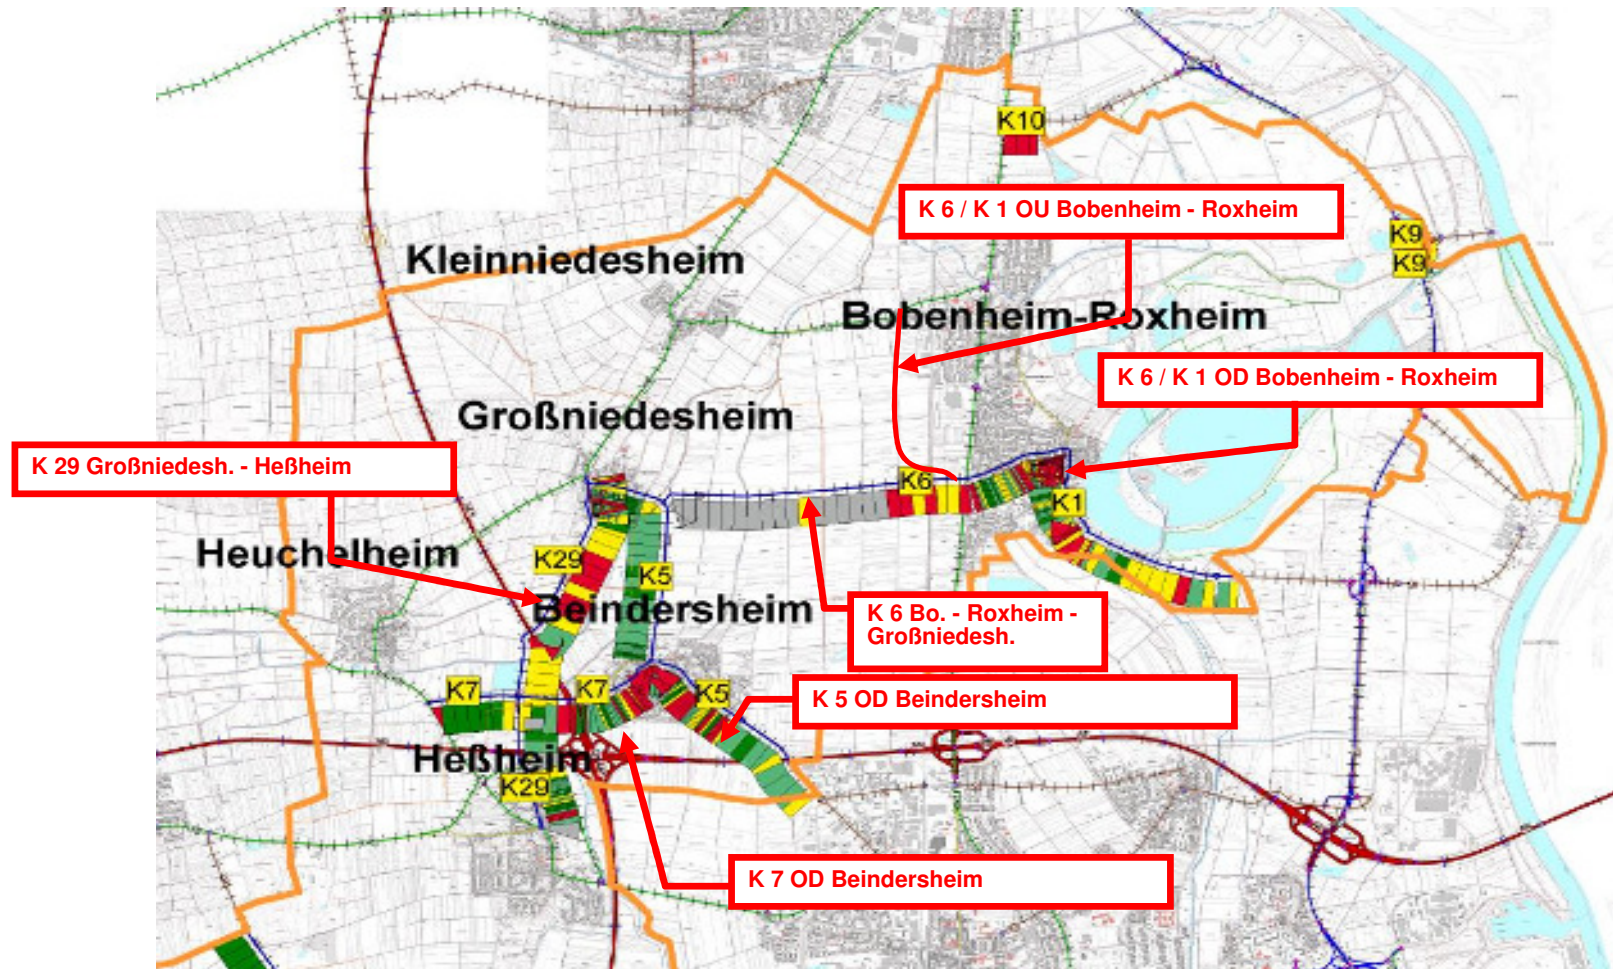 K10
K 6 / K 1 OU Bobenheim - Roxheim
K9
K9
Kleinniedesheim
Bobenheim-Roxheim
K 6 / K 1 OD Bobenheim - Roxheim
Großniedesheim
K 29 Großniedesh. - Heßheim
K6
K1
Heuchelheim
K29
K5
Beindersheim
K 6 Bo. - Roxheim -
Großniedesh.
K7
K7
K5
K 5 OD Beindersheim
Heßheim
K29
K 7 OD Beindersheim